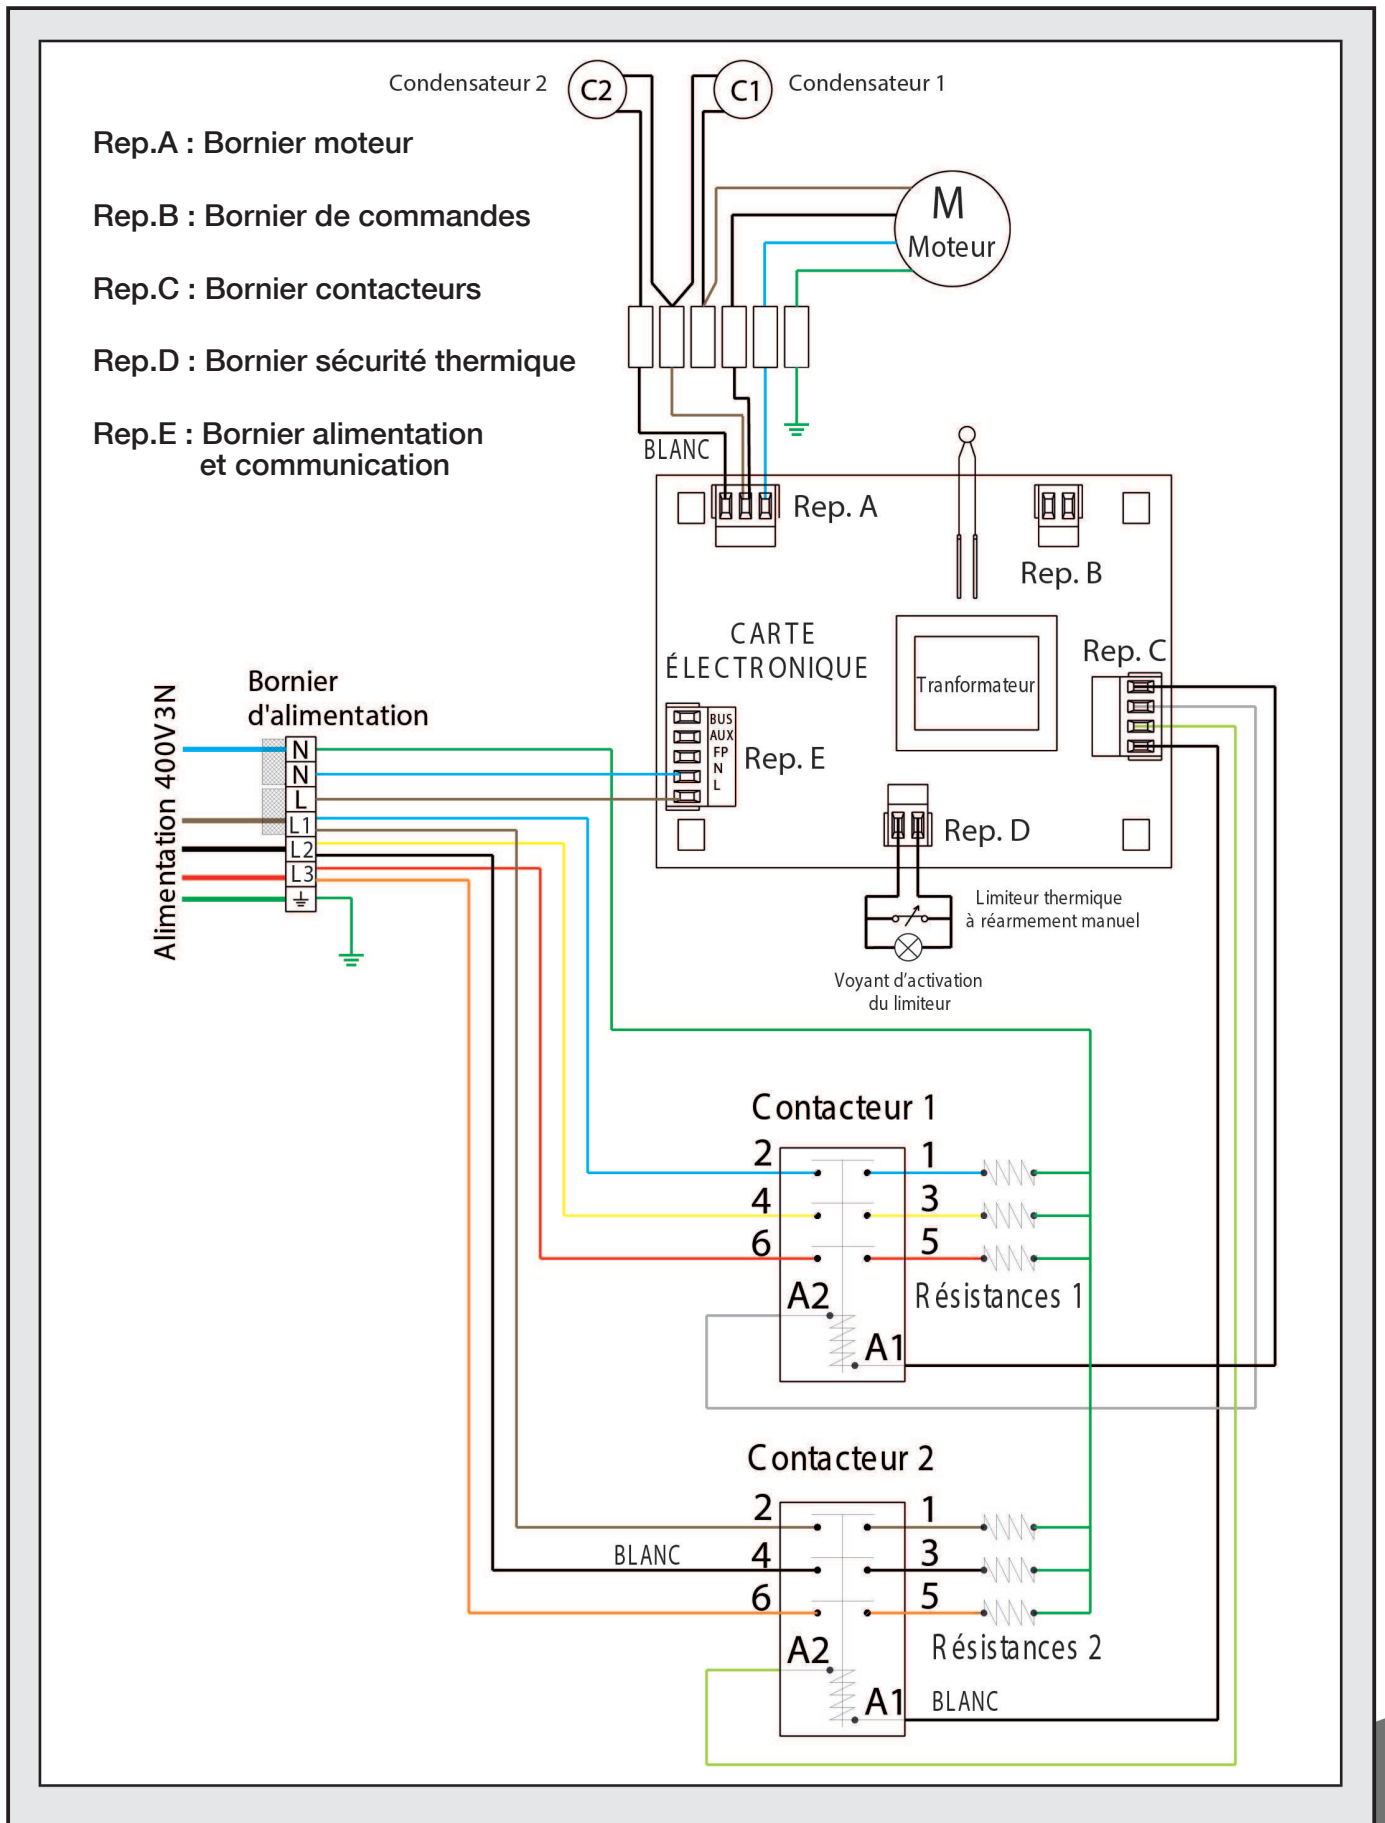 Condensateur 2
C2
C1
Condensateur 1
Rep.A : Bornier moteur
Rep.B : Bornier de commandes
Rep.C : Bornier contacteurs
Rep.D : Bornier sécurité thermique
Rep.E : Bornier alimentation
et communication
M
Moteur
BLANC
Rep. A
Rep. B
CARTE
ÉLECTRONIQUE
Tranformateur
Rep. C
BUS
AUX
FP
N
L
Rep. E
Rep. D
Limiteur thermique
à réarmement manuel
Voyant d'activation
du limiteur
Alimentation 400V3N
Bornier
d'alimentation
N
N
L
L1
L2
L3
Contacteur 1
2
1
4
3
6
5
A2
A1
Résistances 1
Contacteur 2
2
1
BLANC
4
3
6
5
A2
A1
Résistances 2
BLANC